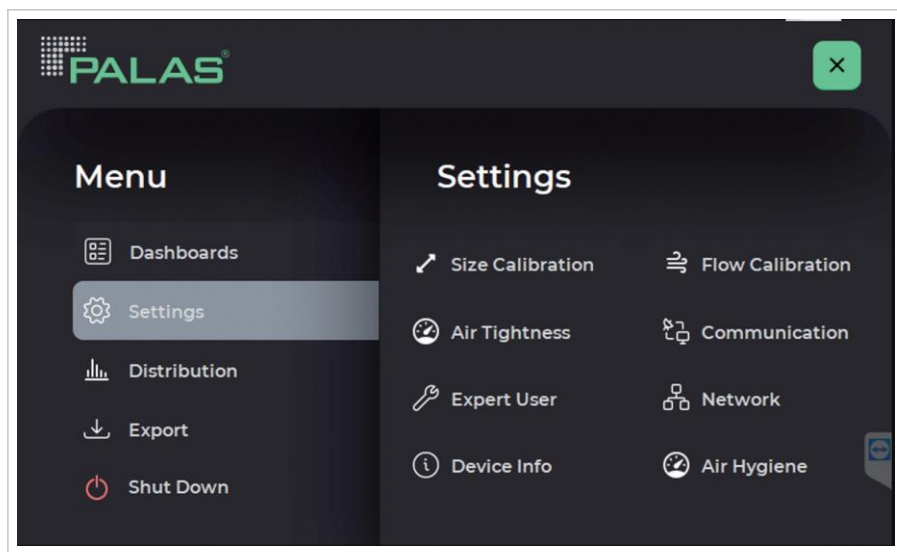 PALAS®
Menu
Dashboards
Settings
Distribution
Export
Shut Down
Settings
Size Calibration
Flow Calibration
Air Tightness
Communication
Expert User
Network
Device Info
Air Hygiene